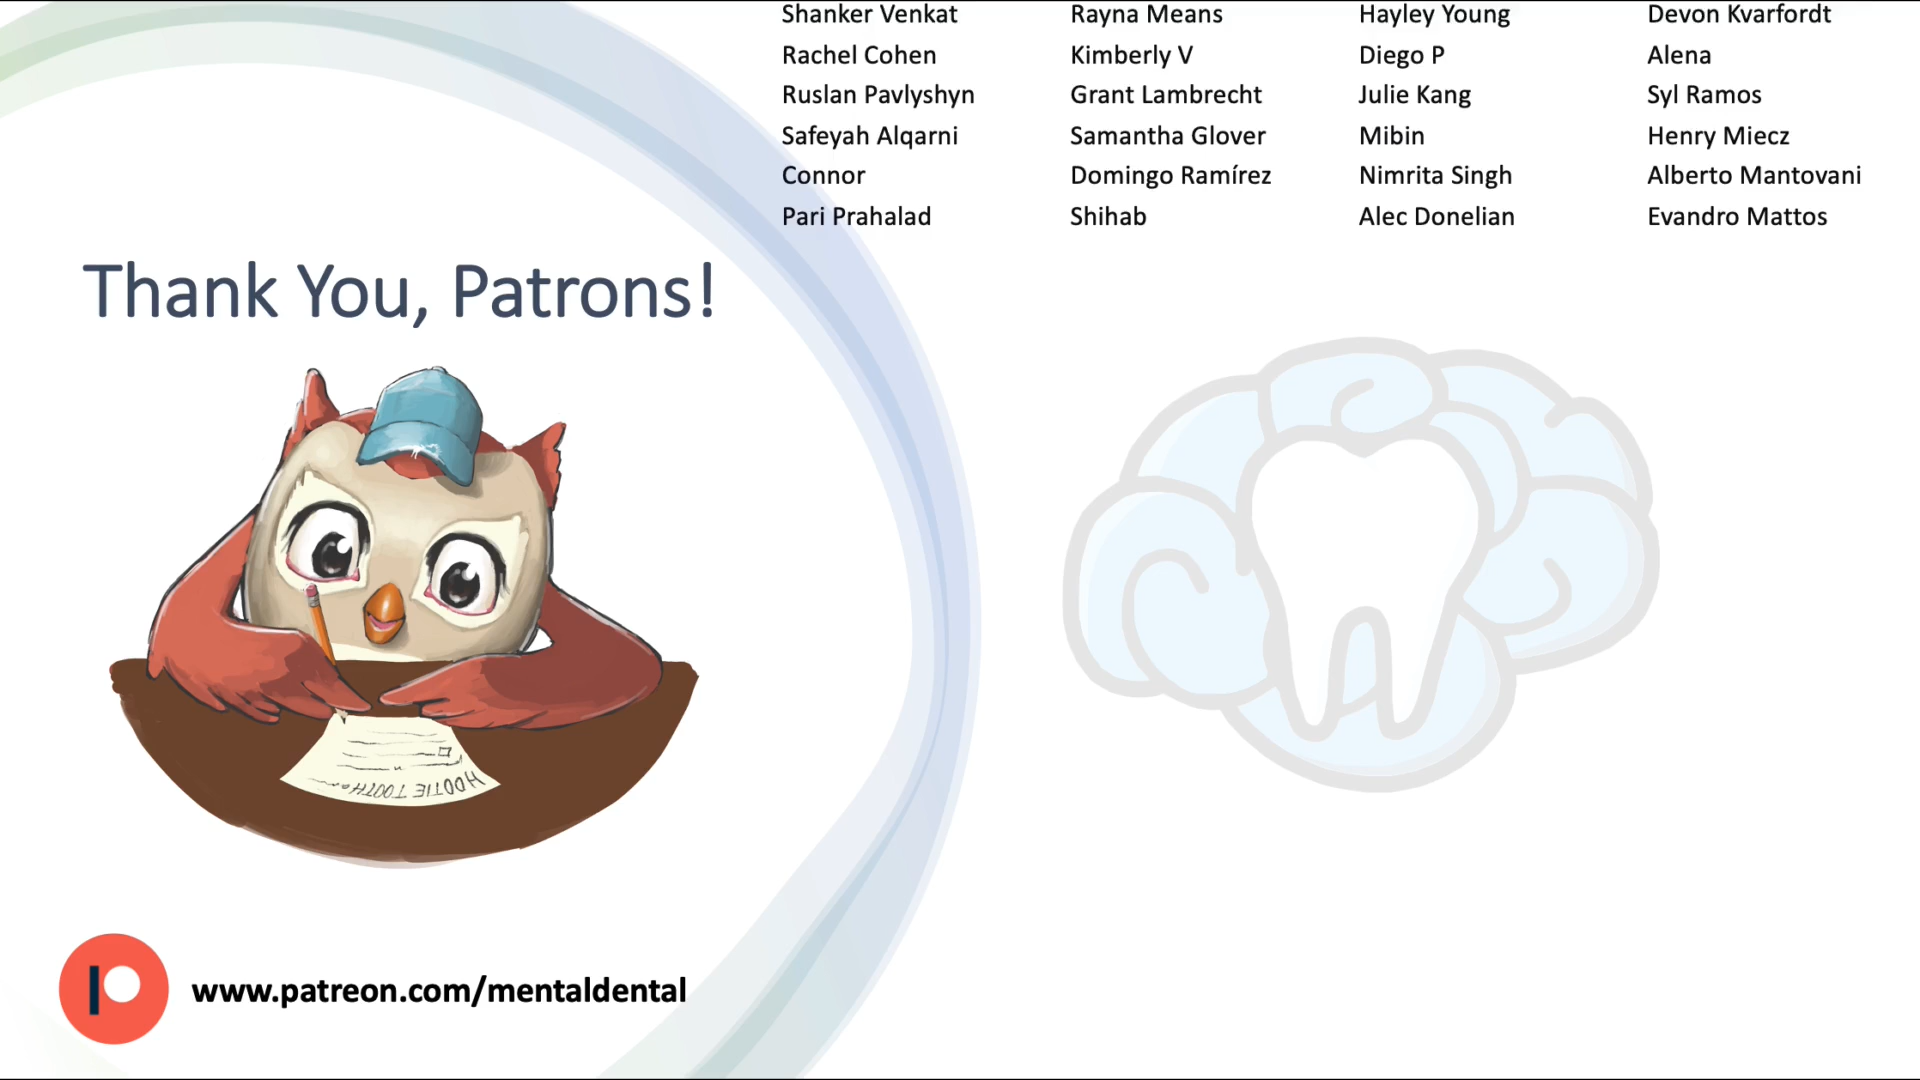 Shanker Venkat Rayna Means Hayley Young Devon Kvarfordt
Rachel Cohen Kimberly V Diego P Alena
Ruslan Pavlyshyn Grant Lambrecht Julie Kang Syl Ramos
Safeyah Alqarni Samantha Glover Mibin Henry Miecz
Connor Domingo Ramírez Nimrita Singh Alberto Mantovani
Pari Prahalad Shihab Alec Donelian Evandro Mattos
Thank You, Patrons!
HOOTIE TOOTH
www.patreon.com/mentaldental